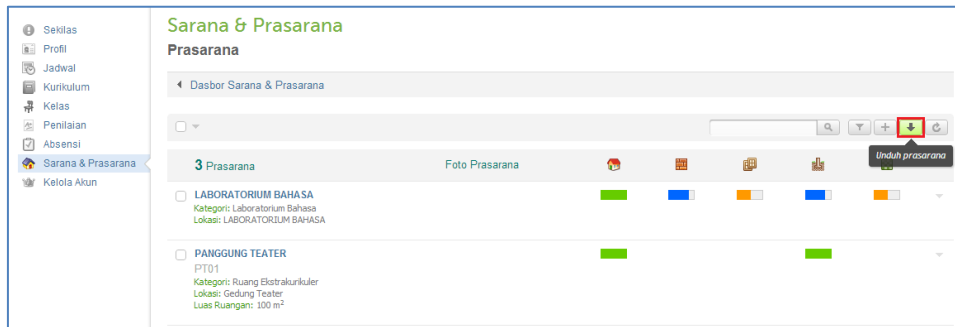 Sekilas
Profil
Jadwal
Kurikulum
Kelas
Penilaian
Absensi
Sarana & Prasarana
Kelola Akun
Sarana & Prasarana
Prasarana
Dasbor Sarana & Prasarana
Unduh prasarana
3 Prasarana Foto Prasarana
LABORATORIUM BAHASA
Kategori: Laboratorium Bahasa
Lokasi: LABORATORIUM BAHASA
PANGGUNG TEATER
PT01
Kategori: Ruang Ekstrakurikuler
Lokasi: Gedung Teater
Luas Ruangan: 100 m²